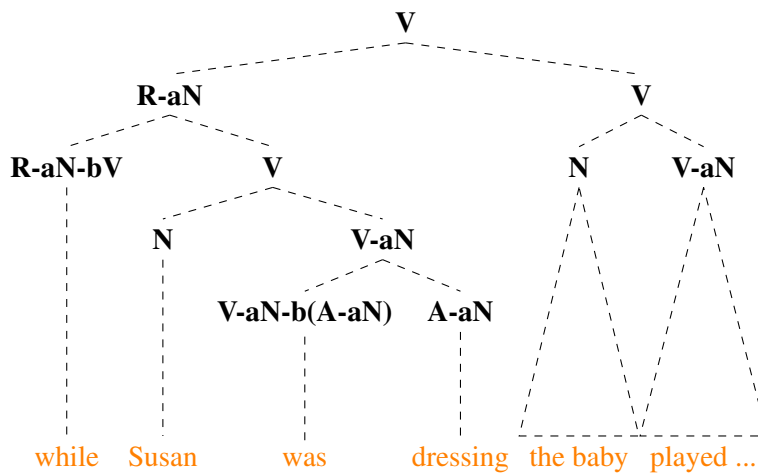 V
R-aN V
R-aN-bV V N V-aN
N V-aN
V-aN-b(A-aN) A-aN
while Susan was dressing the baby played ...